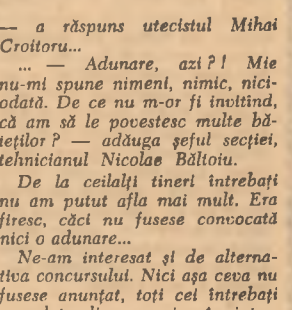 — a răspuns utecistul Mihai
Croitoru...
... — Adunare, azi ?! Mie
nu-mi spune nimeni, nimic, nici-
odată. De ce nu m-or fi invitînd,
că am să le povestesc multe bă-
ieților ? — adăuga șeful secției,
tehnicianul Nicolae Băltoiu.
De la ceilalți tineri întrebați
nu am putut afla mai mult. Era
firesc, căci nu fusese convocată
nici o adunare...
Ne-am interesat și de alterna-
tiva concursului. Nici așa ceva nu
fusese anunțat, toți cei întrebați